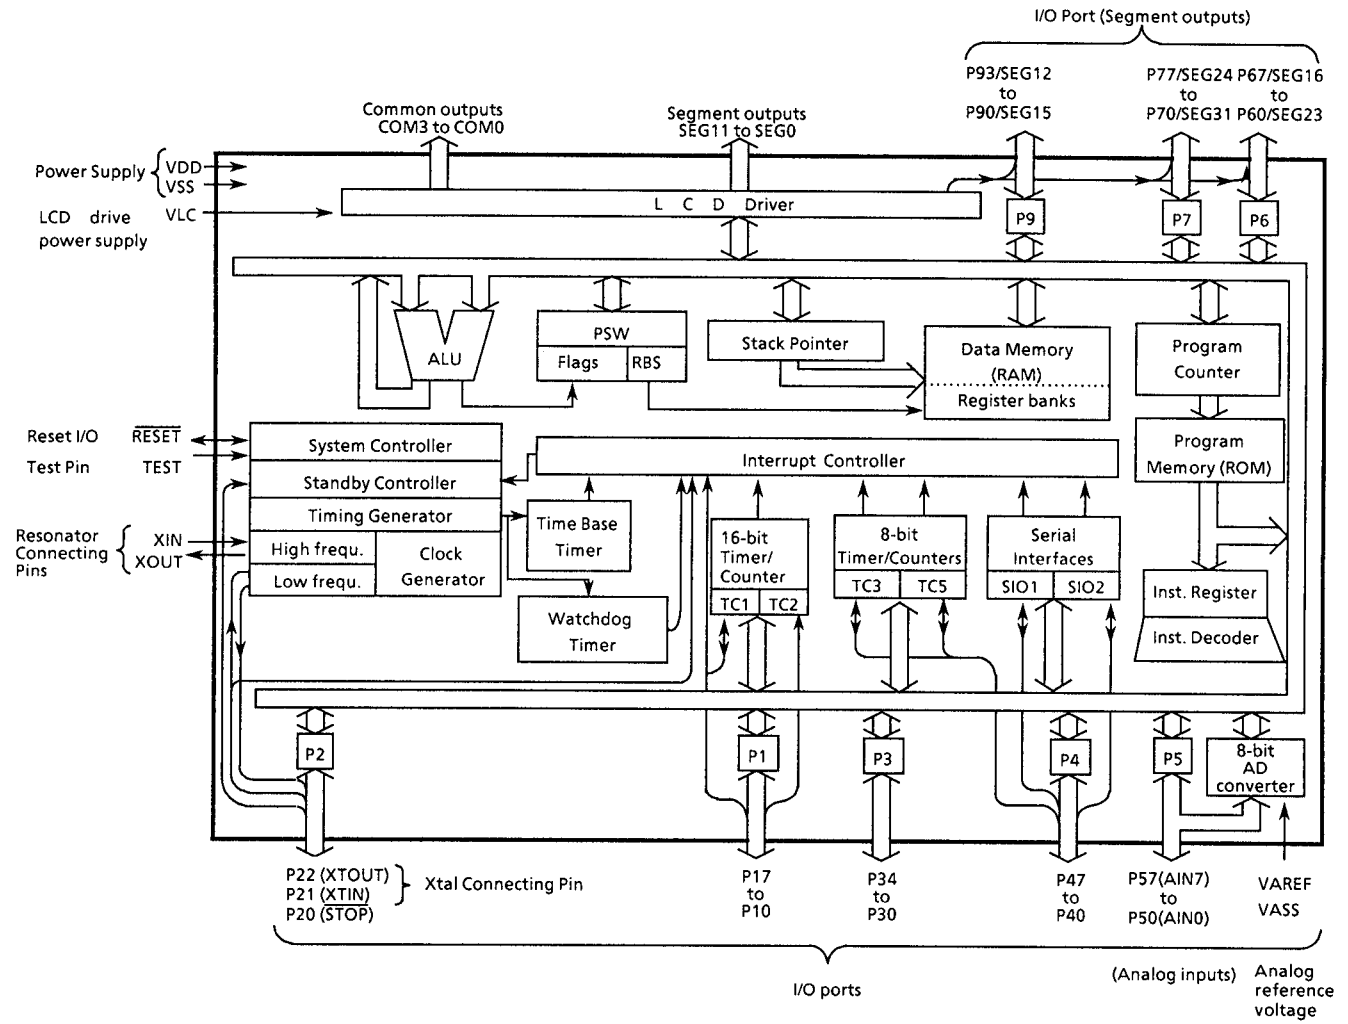 I/O Port (Segment outputs)
P93/SEG12
to
P90/SEG15
P77/SEG24
to
P70/SEG31
P67/SEG16
to
P60/SEG23
Common outputs
COM3 to COM0
Segment outputs
SEG11 to SEG0
Power Supply
VDD
VSS
LCD drive
power supply
VLC
L C D Driver
P9
P7
P6
ALU
PSW
Flags
RBS
Stack Pointer
Data Memory
(RAM)
Register banks
Program
Counter
Program
Memory (ROM)
Reset I/O
RESET
Test Pin
TEST
System Controller
Standby Controller
Timing Generator
High frequ.
Low frequ.
Clock
Generator
Interrupt Controller
Resonator
Connecting
Pins
XIN
XOUT
Time Base
Timer
Watchdog
Timer
16-bit
Timer/
Counter
TC1
TC2
8-bit
Timer/Counters
TC3
TC5
Serial
Interfaces
SIO1
SIO2
Inst. Register
Inst. Decoder
P2
P1
P3
P4
P5
8-bit
AD
converter
P22 (XTOUT)
P21 (XTIN)
P20 (STOP)
Xtal Connecting Pin
P17
to
P10
P34
to
P30
P47
to
P40
P57(AIN7)
to
P50(AIN0)
VAREF
VASS
I/O ports
(Analog inputs)
Analog
reference
voltage